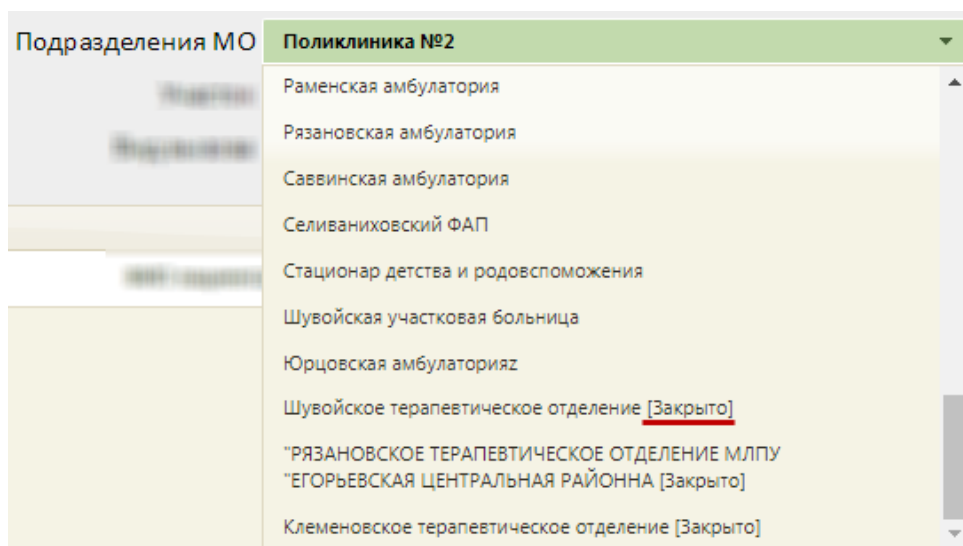 Подразделения МО Поликлиника №2
Раменская амбулатория
Рязановская амбулатория
Саввинская амбулатория
Селиваниховский ФАП
Стационар детства и родовспоможения
Шувойская участковая больница
Юрцовская амбулаторияz
Шувойское терапевтическое отделение [Закрыто]
"РЯЗАНОВСКОЕ ТЕРАПЕВТИЧЕСКОЕ ОТДЕЛЕНИЕ МЛПУ
"ЕГОРЬЕВСКАЯ ЦЕНТРАЛЬНАЯ РАЙОННА [Закрыто]
Клеменовское терапевтическое отделение [Закрыто]